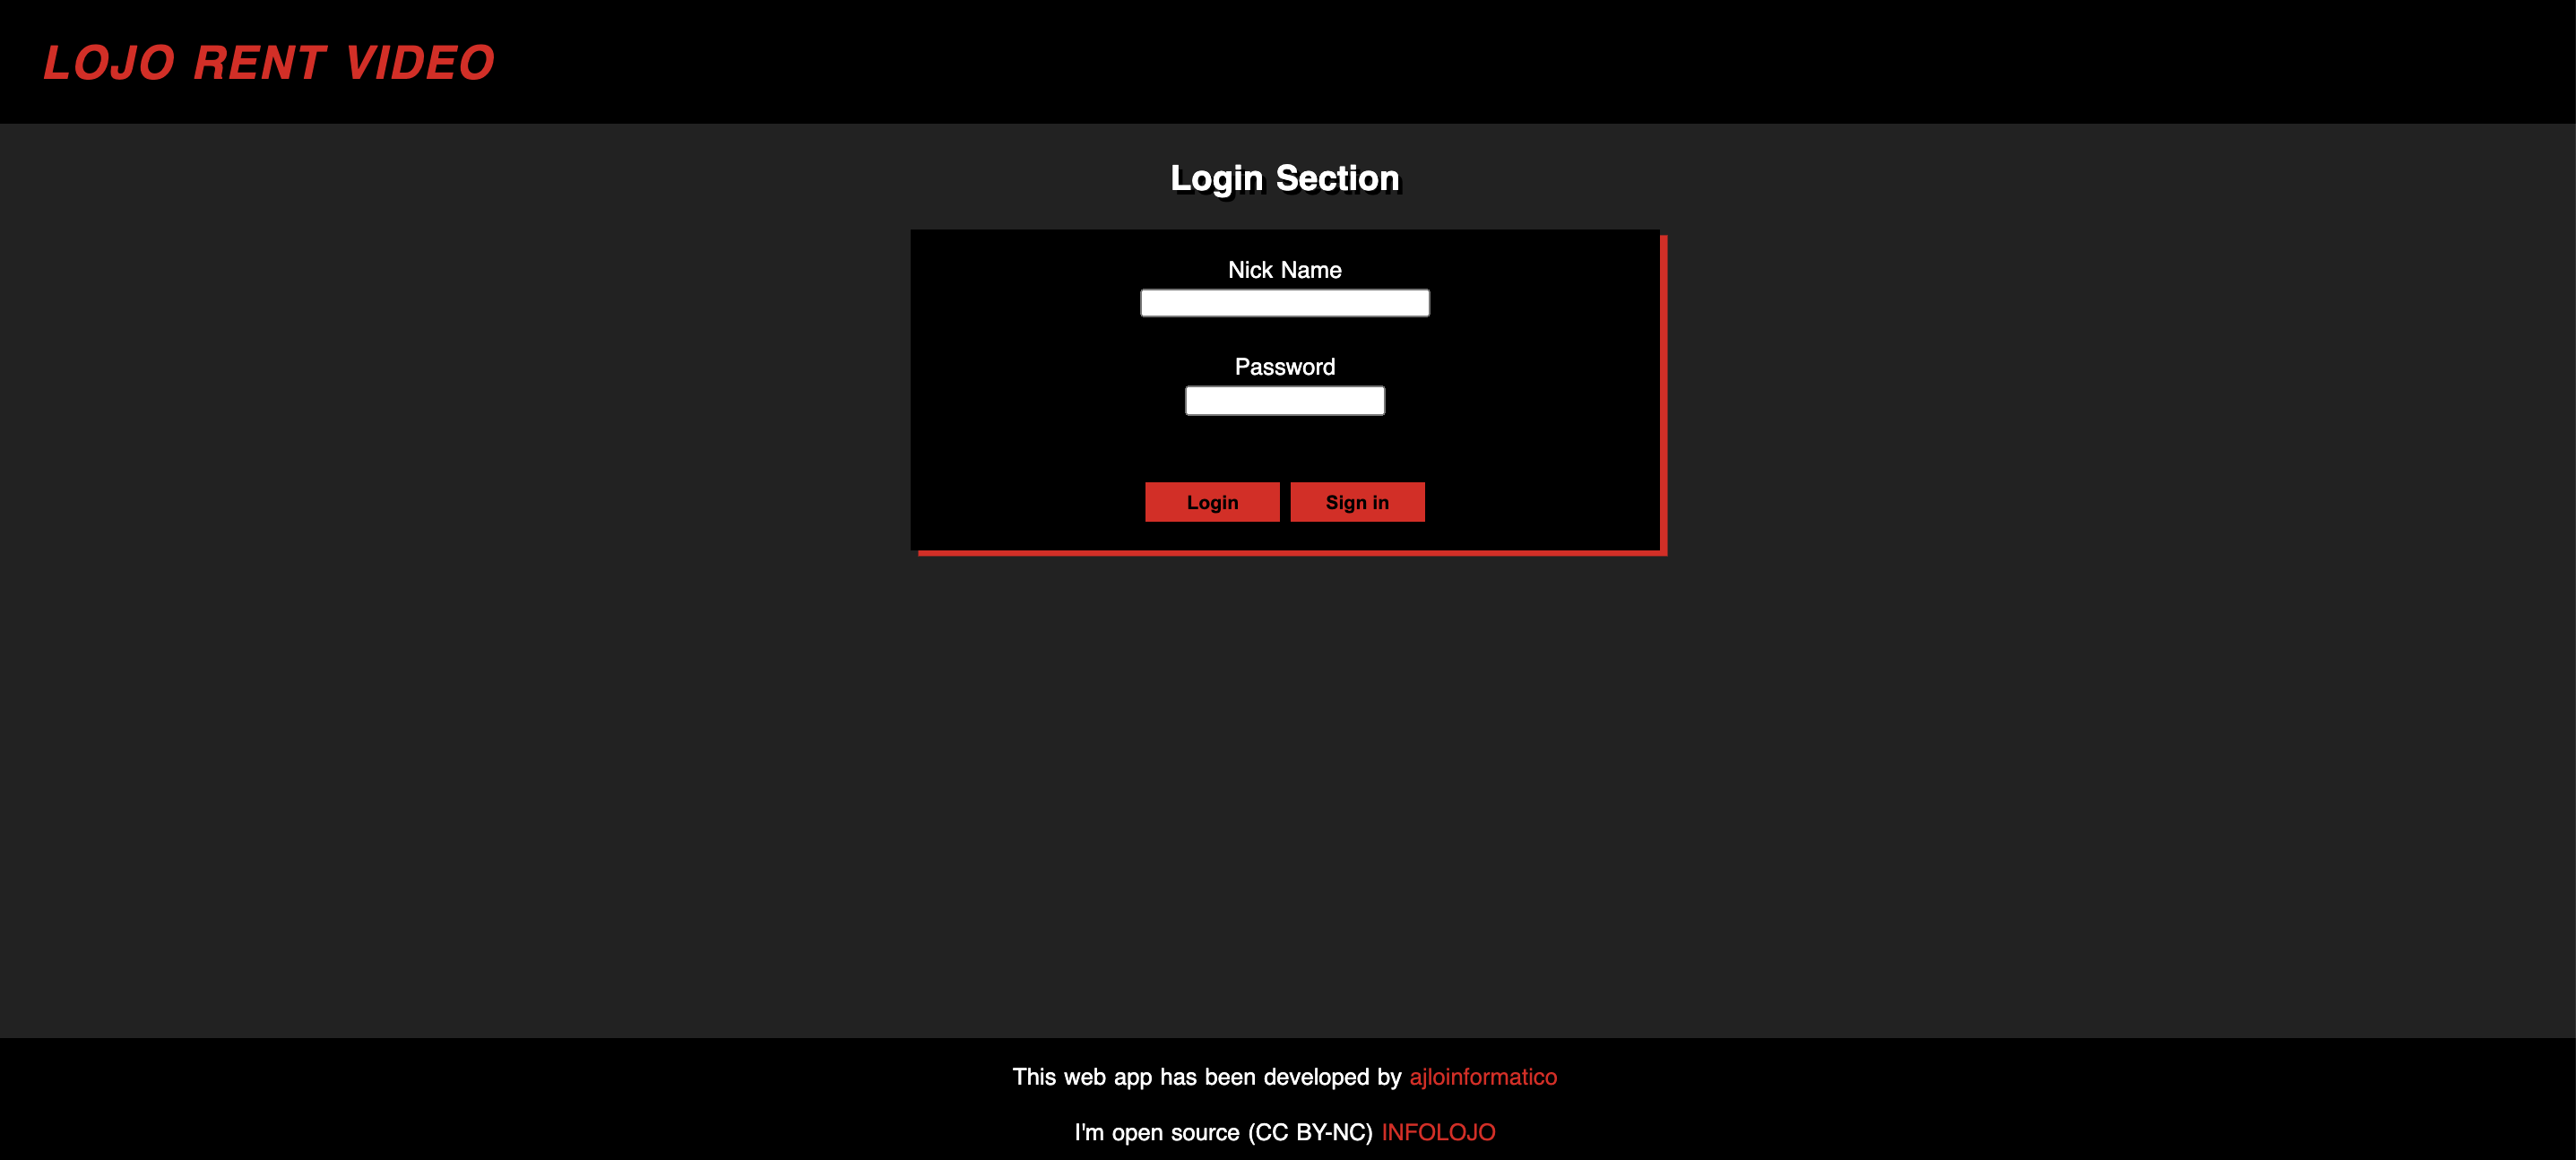 LOJO RENT VIDEO
Login Section
Nick Name
Password
Login Sign in
This web app has been developed by ajloinformatico
I'm open source (CC BY-NC) INFOLOJO